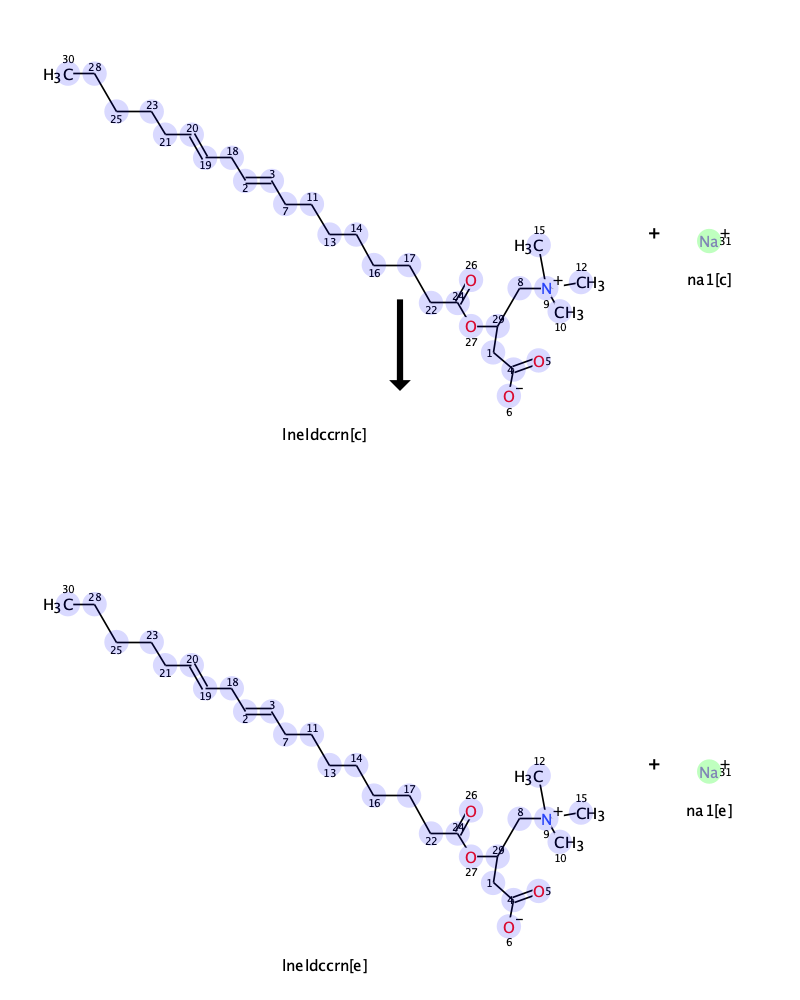 30
H₃C
28
25
23
21
20
19
18
2
3
7
11
13
14
16
17
22
24
26
O
O
27
29
8
15
H₃C
N⁺
9
12
CH₃
CH₃
10
1
4
O 5
O⁻
6
+
Na⁺ 31
na1[c]
lneldccrn[c]
30
H₃C
28
25
23
21
20
19
18
2
3
7
11
13
14
16
17
22
24
26
O
O
27
29
8
12
H₃C
N⁺
9
15
CH₃
CH₃
10
1
4
O 5
O⁻
6
+
Na⁺ 31
na1[e]
lneldccrn[e]